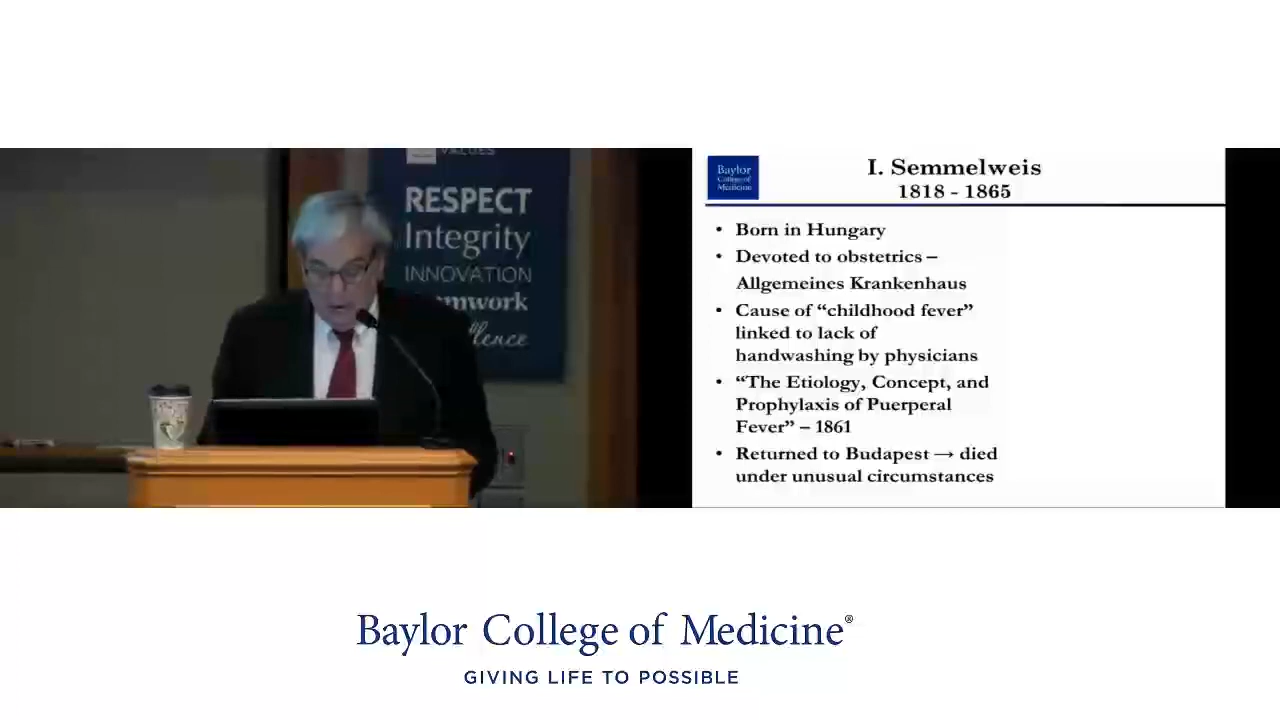 VALUES
RESPECT
Integrity
INNOVATION
Baylor
College of
Medicine
I. Semmelweis
1818 - 1865
• Born in Hungary
• Devoted to obstetrics –
Allgemeines Krankenhaus
• Cause of “childhood fever”
linked to lack of
handwashing by physicians
• “The Etiology, Concept, and
Prophylaxis of Puerperal
Fever” – 1861
• Returned to Budapest → died
under unusual circumstances
Baylor College of Medicine®
GIVING LIFE TO POSSIBLE